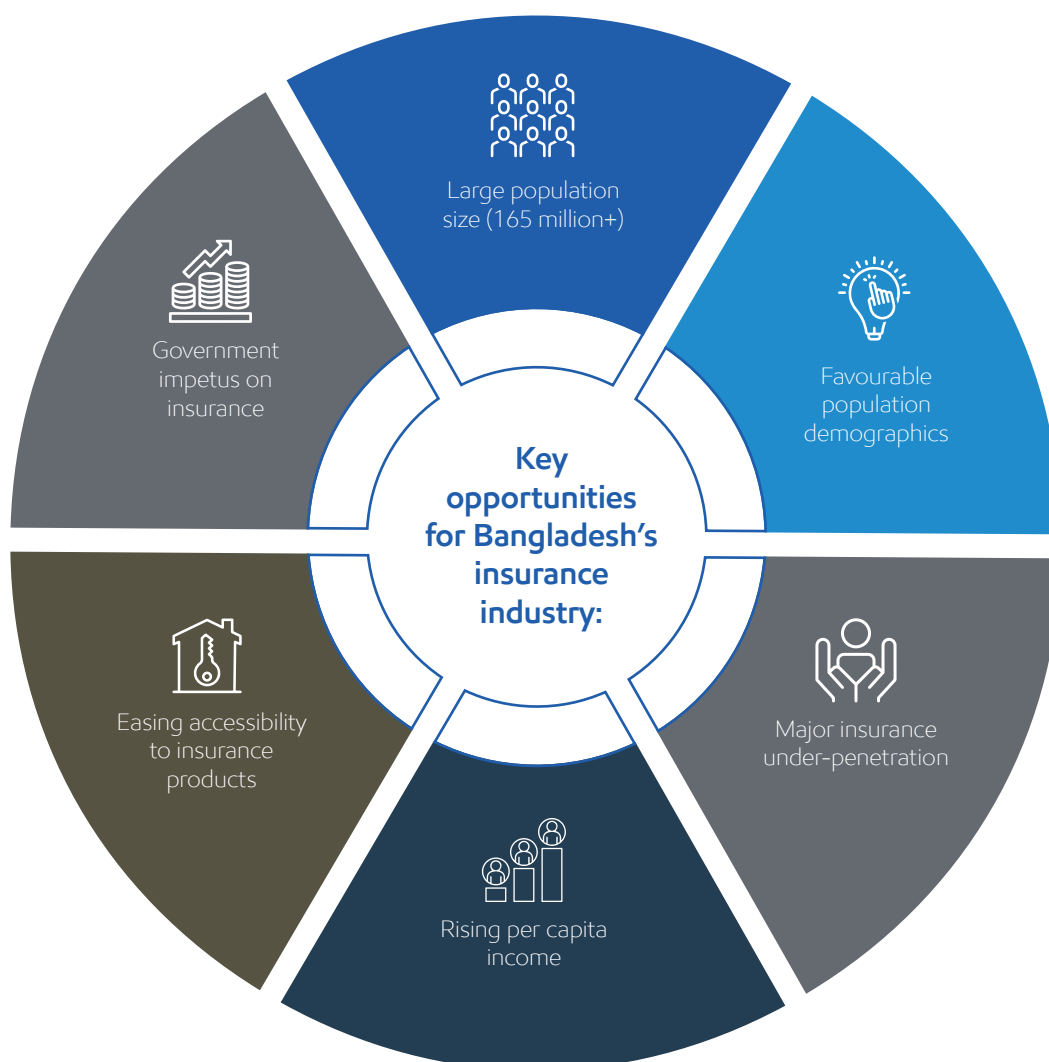 Key
opportunities
for Bangladesh's
insurance
industry:
Large population
size (165 million+)
Favourable
population
demographics
Major insurance
under-penetration
Rising per capita
income
Easing accessibility
to insurance
products
Government
impetus on
insurance